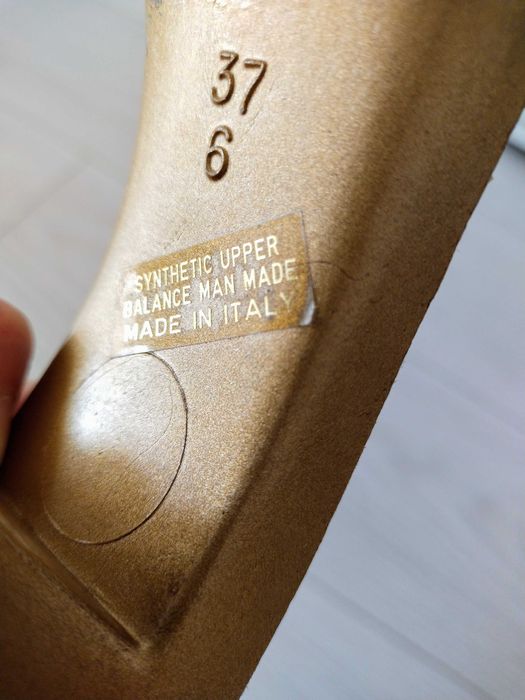 37
6
SYNTHETIC UPPER
BALANCE MAN MADE
MADE IN ITALY